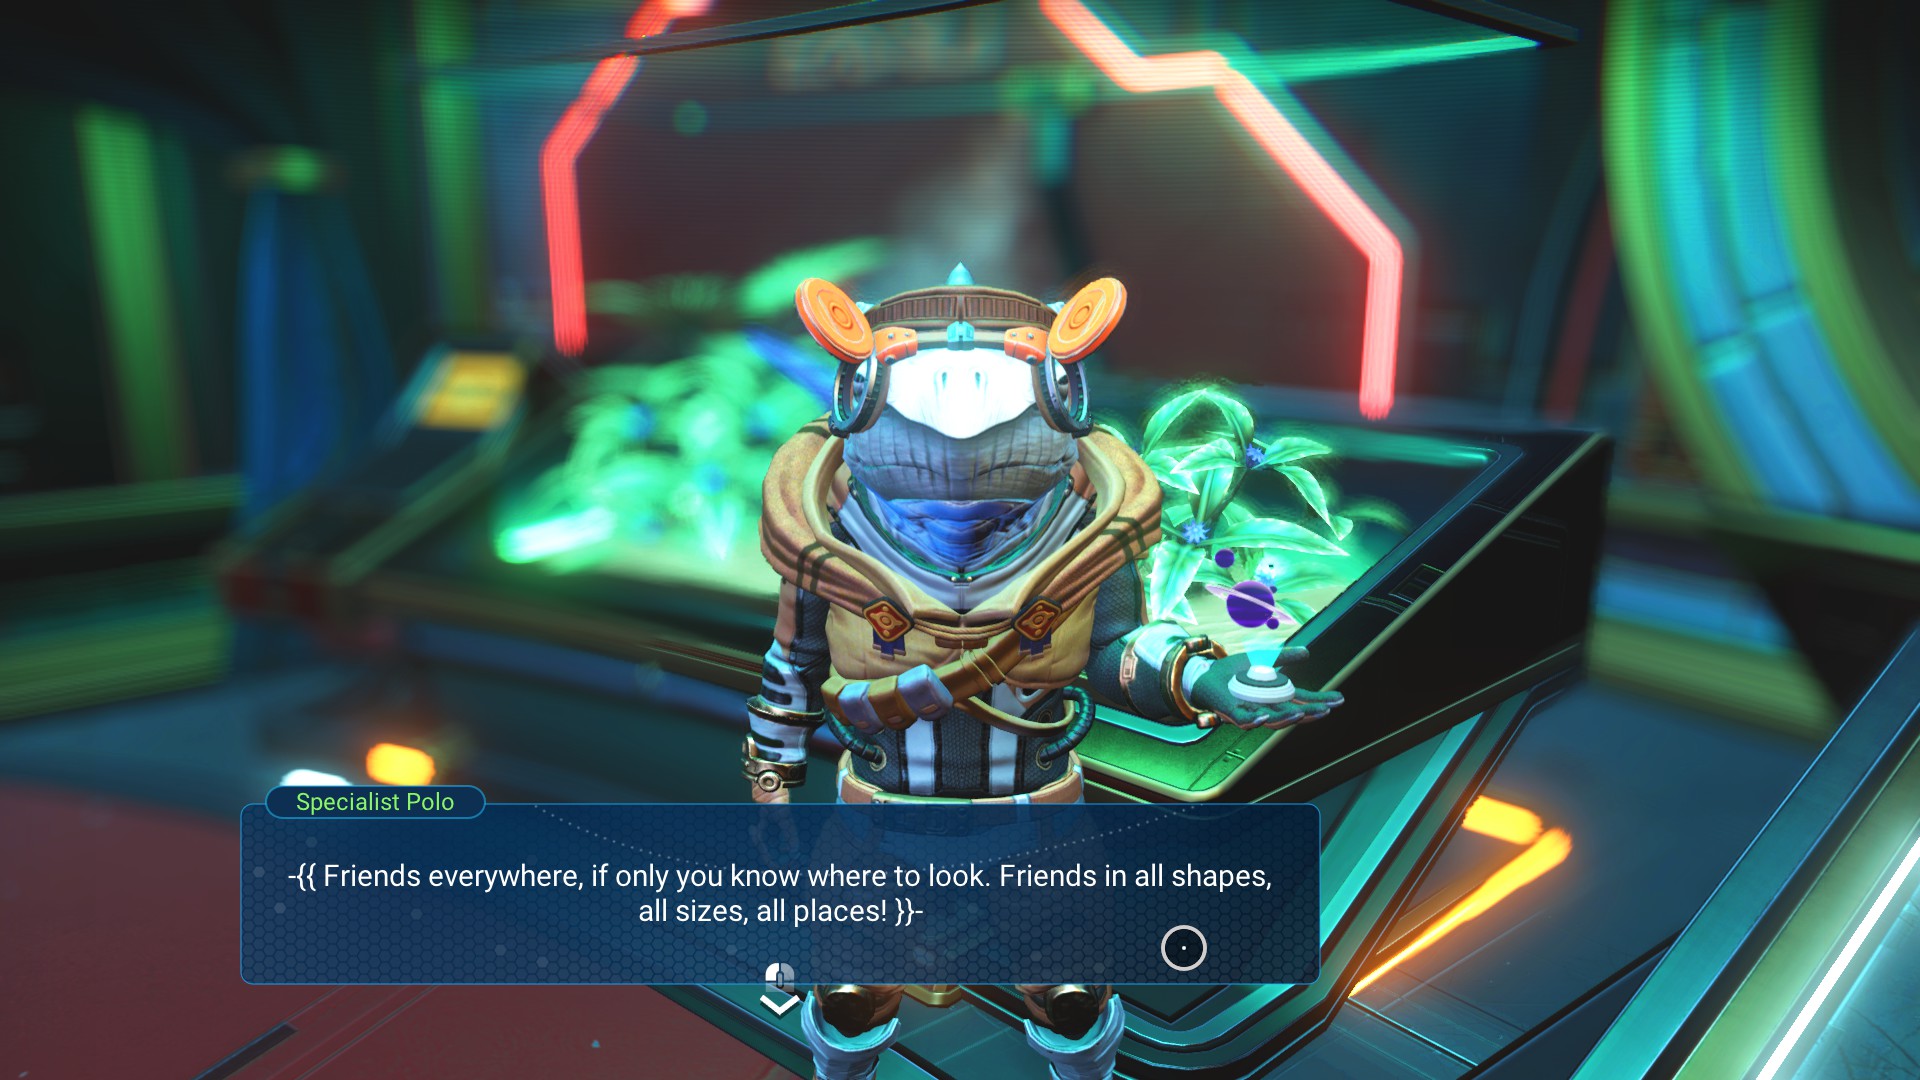 Specialist Polo
-{{ Friends everywhere, if only you know where to look. Friends in all shapes,
all sizes, all places! }}-